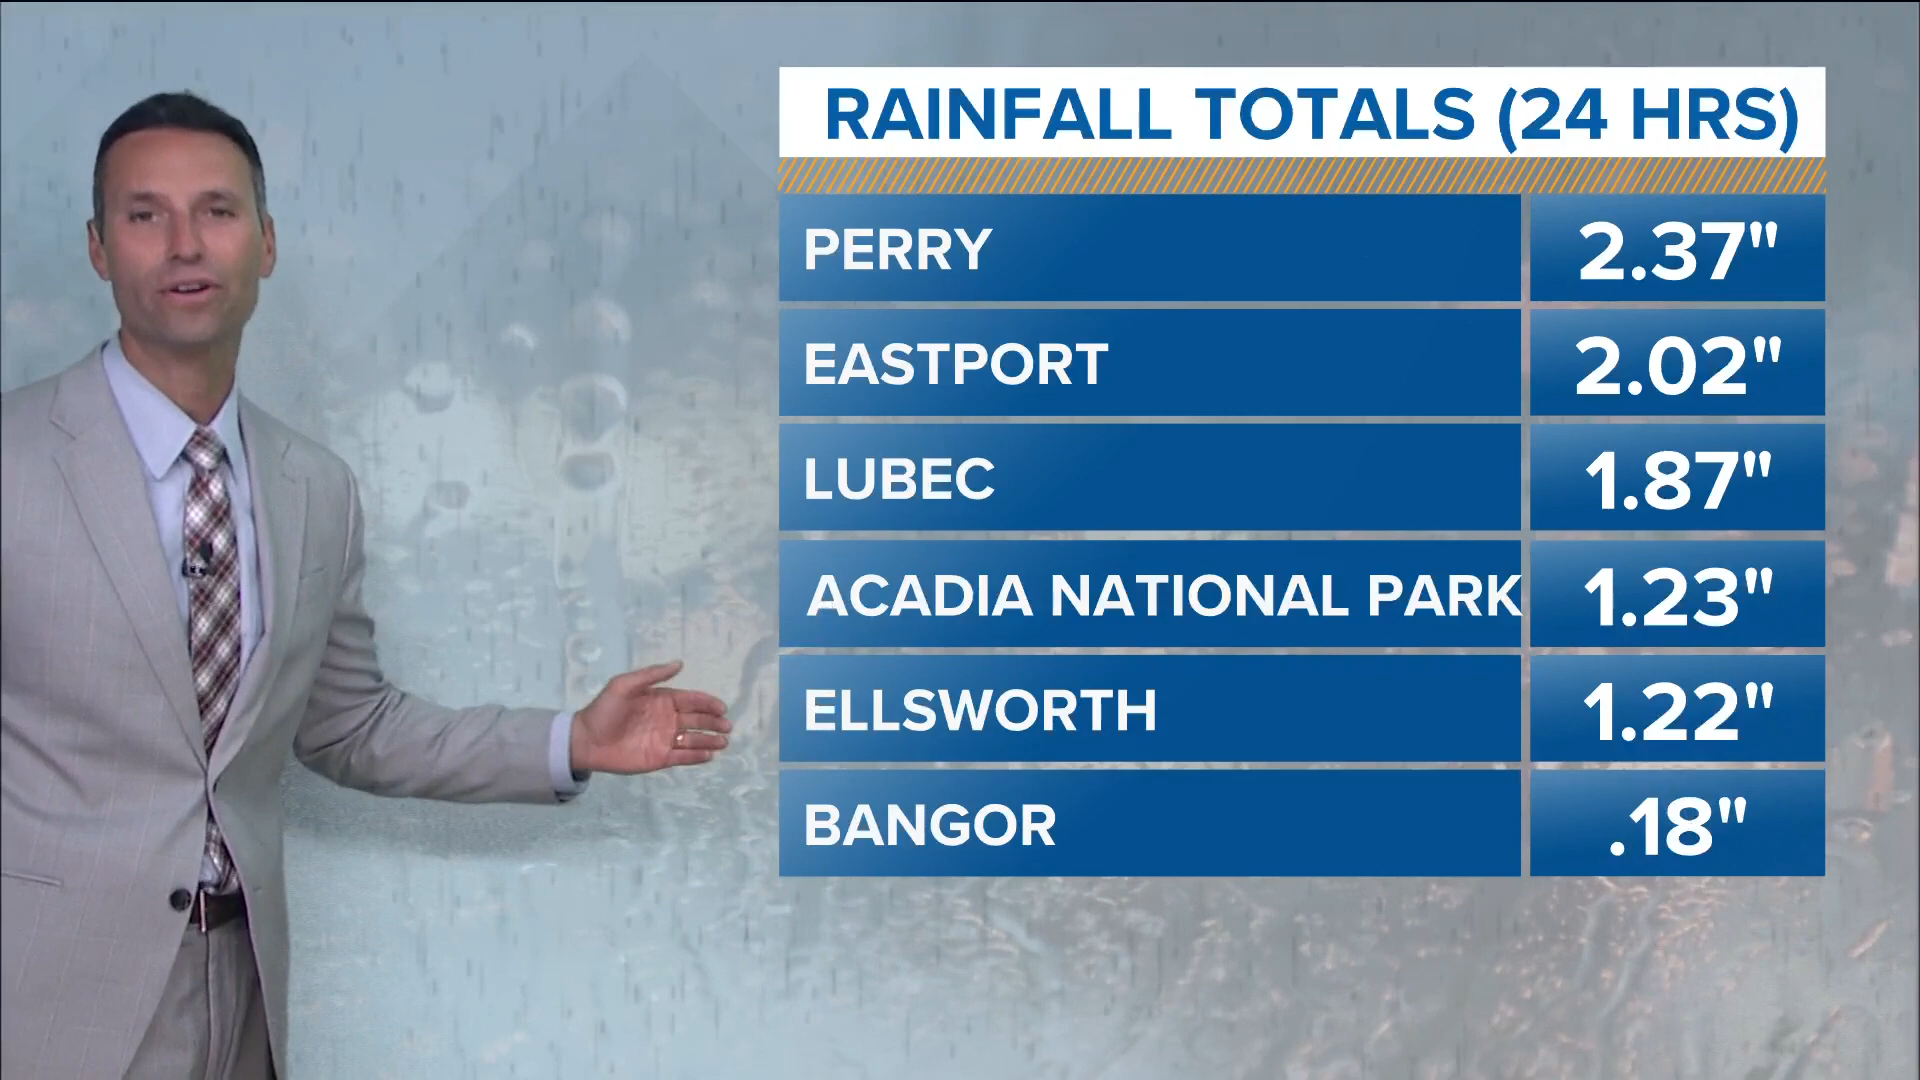 RAINFALL TOTALS (24 HRS)
PERRY 2.37"
EASTPORT 2.02"
LUBEC 1.87"
ACADIA NATIONAL PARK 1.23"
ELLSWORTH 1.22"
BANGOR .18"